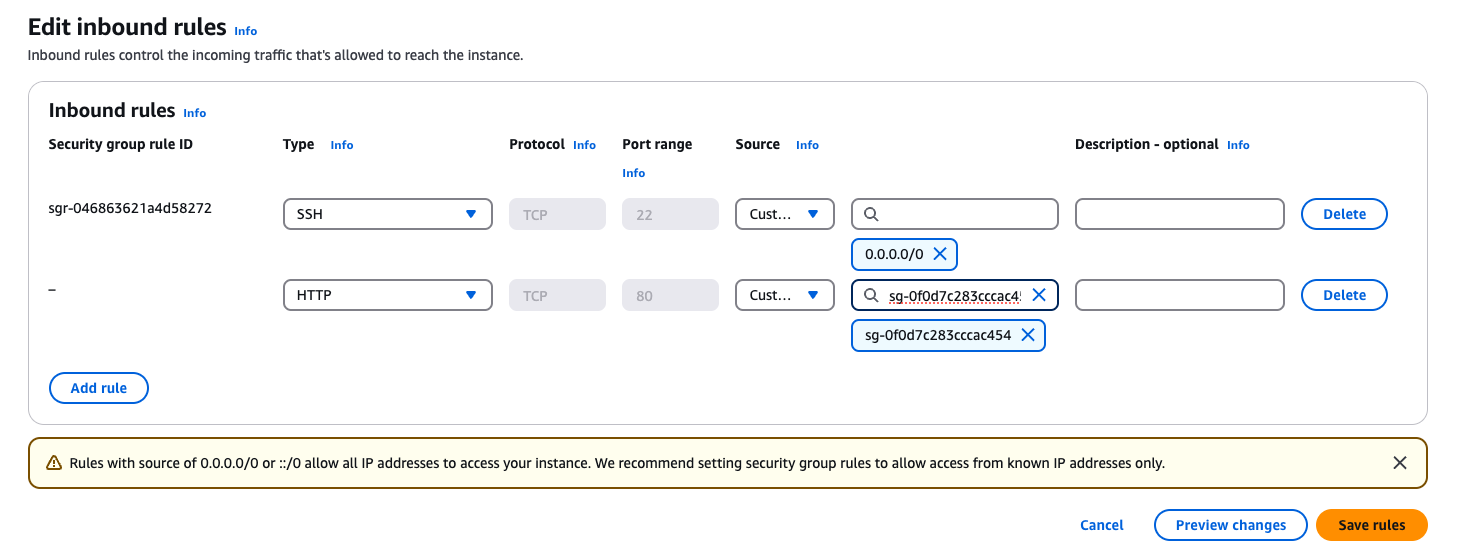 Edit inbound rules Info
Inbound rules control the incoming traffic that's allowed to reach the instance.
Inbound rules Info
Security group rule ID Type Info Protocol Info Port range Info Source Info Description - optional Info
sgr-046863621a4d58272 SSH TCP 22 Cust... Delete
0.0.0.0/0
– HTTP TCP 80 Cust... sg-0f0d7c283cccac45 Delete
sg-0f0d7c283cccac454
Add rule
Rules with source of 0.0.0.0/0 or ::/0 allow all IP addresses to access your instance. We recommend setting security group rules to allow access from known IP addresses only.
Cancel Preview changes Save rules